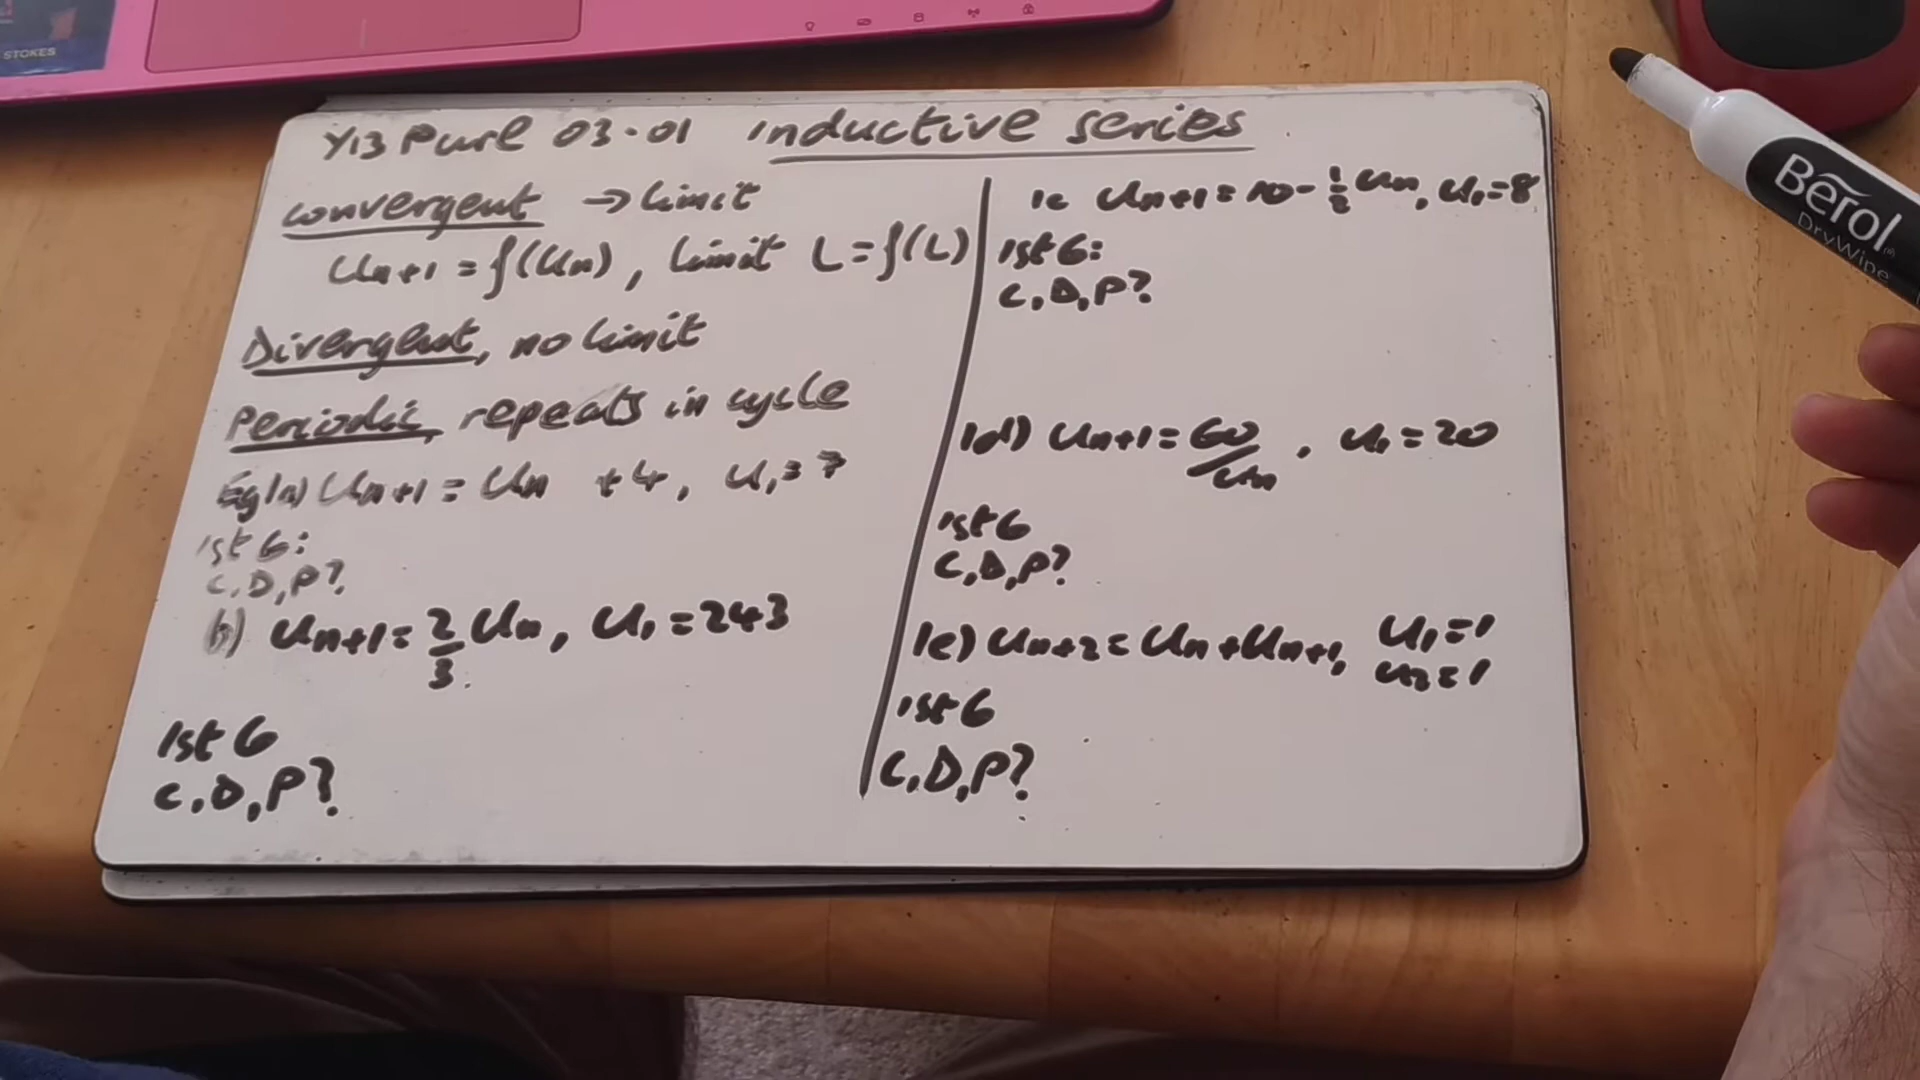 STOKES
Y13 Pure 03.01 inductive series
convergent → limit
Un+1 = f(Un), limit L = f(L)
Divergent, no limit
Periodic, repeats in cycle
Eg 1a) Un+1 = Un + 4, U1 = 7
1st 6:
C, D, P?
b) Un+1 = 2/3 Un, U1 = 243
1st 6
C, D, P?
1c Un+1 = 10 - 1/2 Un, U1 = 8
1st 6:
C, D, P?
1d) Un+1 = 60/Un, U1 = 20
1st 6
C, D, P?
1e) Un+2 = Un + Un+1, U1 = 1
U2 = 1
1st 6
C, D, P?
Berol
DryWipe